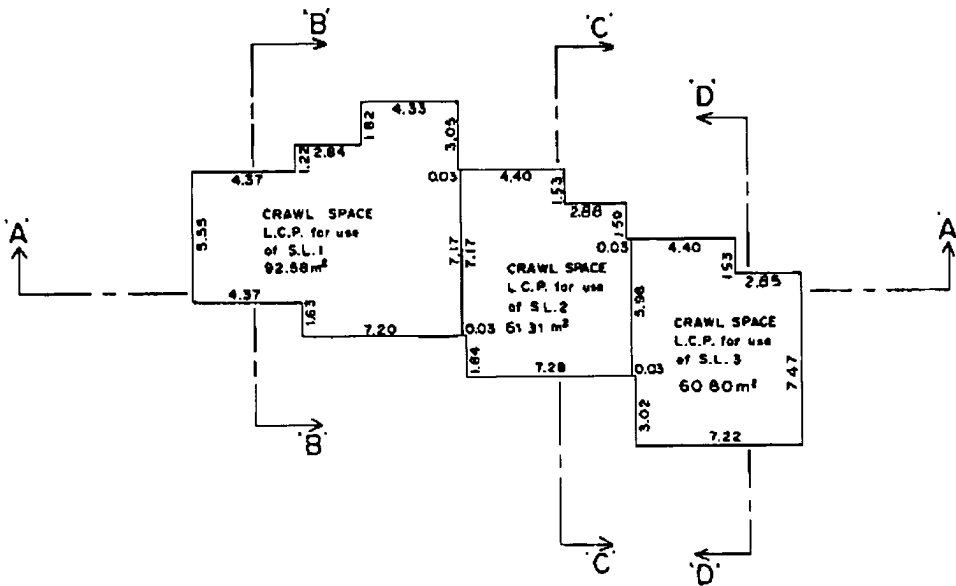 'B'
'C'
'D'
4.33
1.82
3.05
2.84
1.22
4.37
0.03
4.40
1.53
2.88
1.50
'A'
5.55
CRAWL SPACE
L.C.P. for use
of S.L.1
92.58m²
7.17
7.17
0.03
4.40
1.53
2.85
'A'
CRAWL SPACE
L.C.P. for use
of S.L.2
61.31 m²
5.98
4.37
1.63
7.20
0.03
CRAWL SPACE
L.C.P. for use
of S.L.3
60.80m²
7.47
1.84
7.28
0.03
3.02
7.22
'B'
'C'
'D'